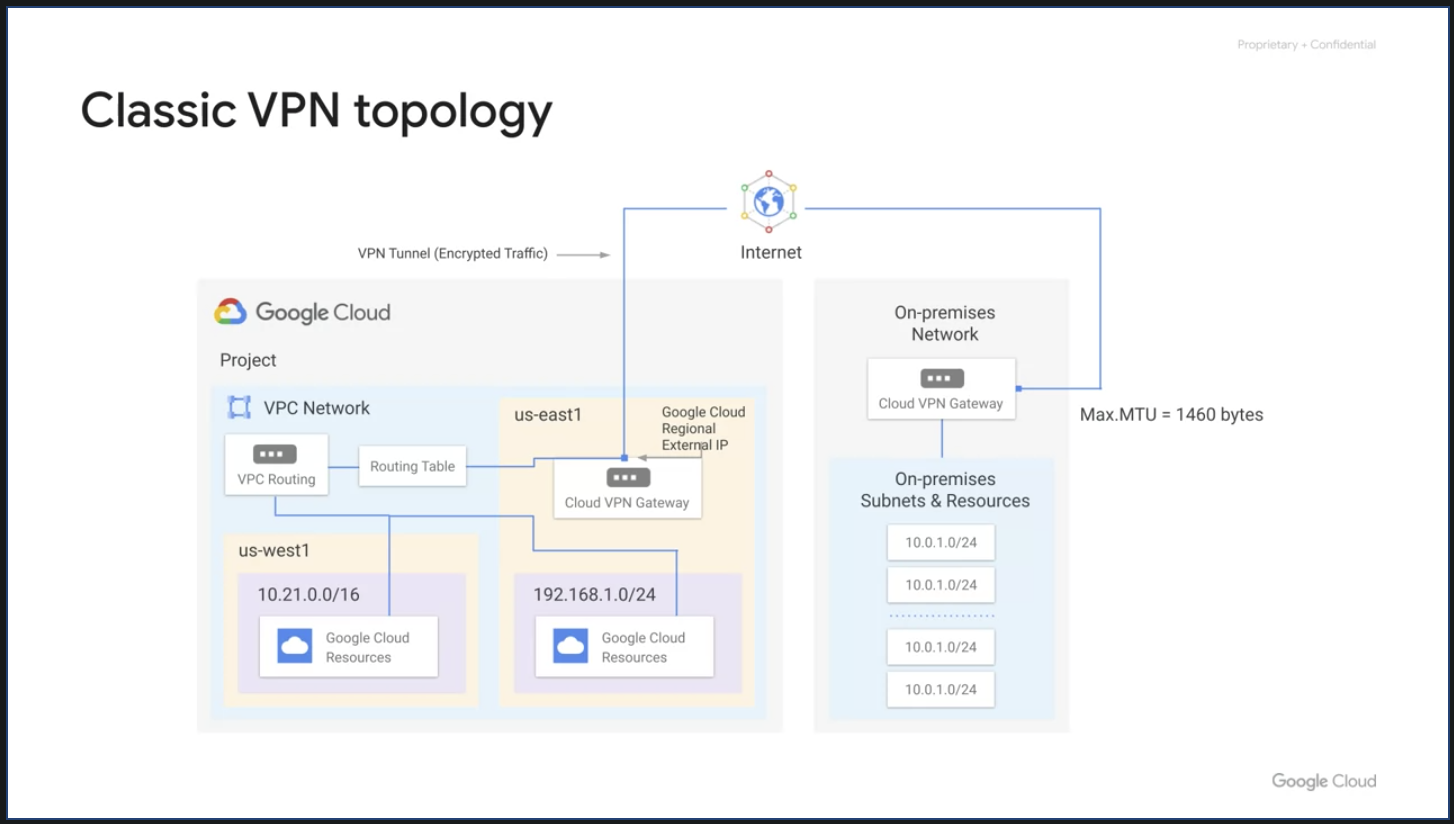 Proprietary + Confidential
Classic VPN topology
VPN Tunnel (Encrypted Traffic)
Internet
Google Cloud
Project
VPC Network
VPC Routing
Routing Table
us-east1
Google Cloud
Regional
External IP
Cloud VPN Gateway
us-west1
10.21.0.0/16
Google Cloud
Resources
192.168.1.0/24
Google Cloud
Resources
On-premises
Network
Cloud VPN Gateway
Max.MTU = 1460 bytes
On-premises
Subnets & Resources
10.0.1.0/24
10.0.1.0/24
10.0.1.0/24
10.0.1.0/24
Google Cloud